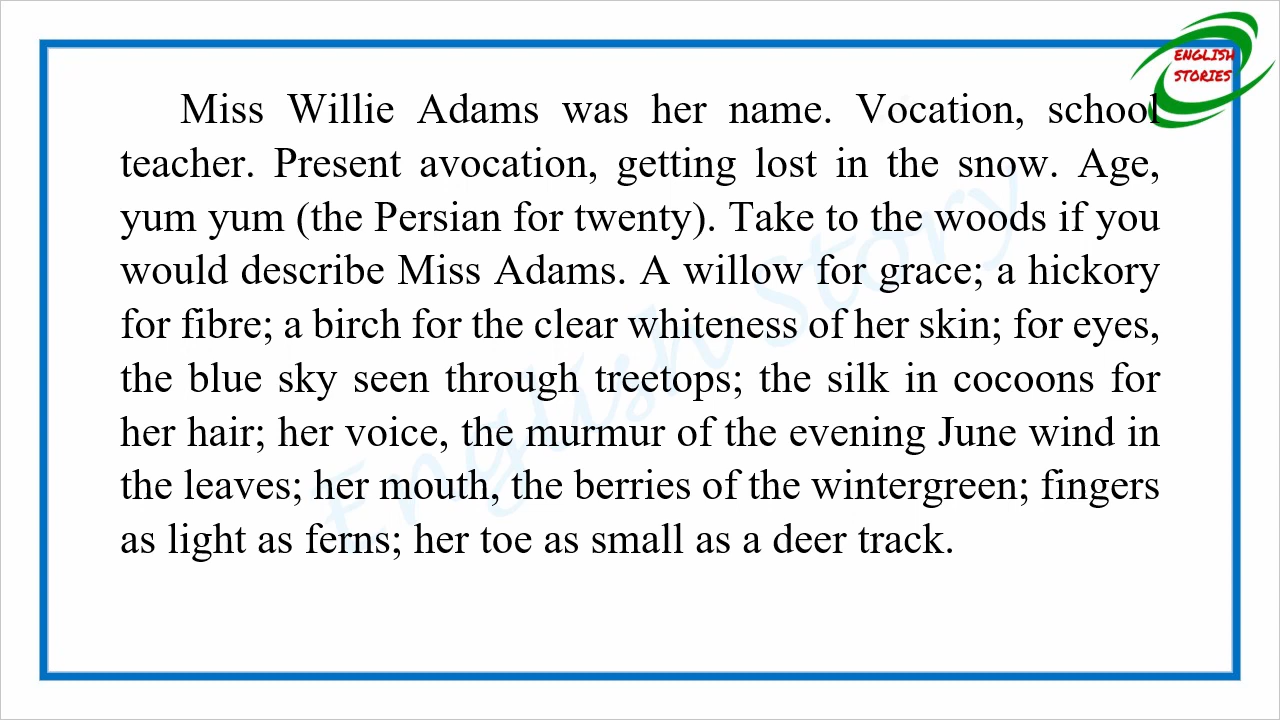 ENGLISH
STORIES
Miss Willie Adams was her name. Vocation, school
teacher. Present avocation, getting lost in the snow. Age,
yum yum (the Persian for twenty). Take to the woods if you
would describe Miss Adams. A willow for grace; a hickory
for fibre; a birch for the clear whiteness of her skin; for eyes,
the blue sky seen through treetops; the silk in cocoons for
her hair; her voice, the murmur of the evening June wind in
the leaves; her mouth, the berries of the wintergreen; fingers
as light as ferns; her toe as small as a deer track.
English Story